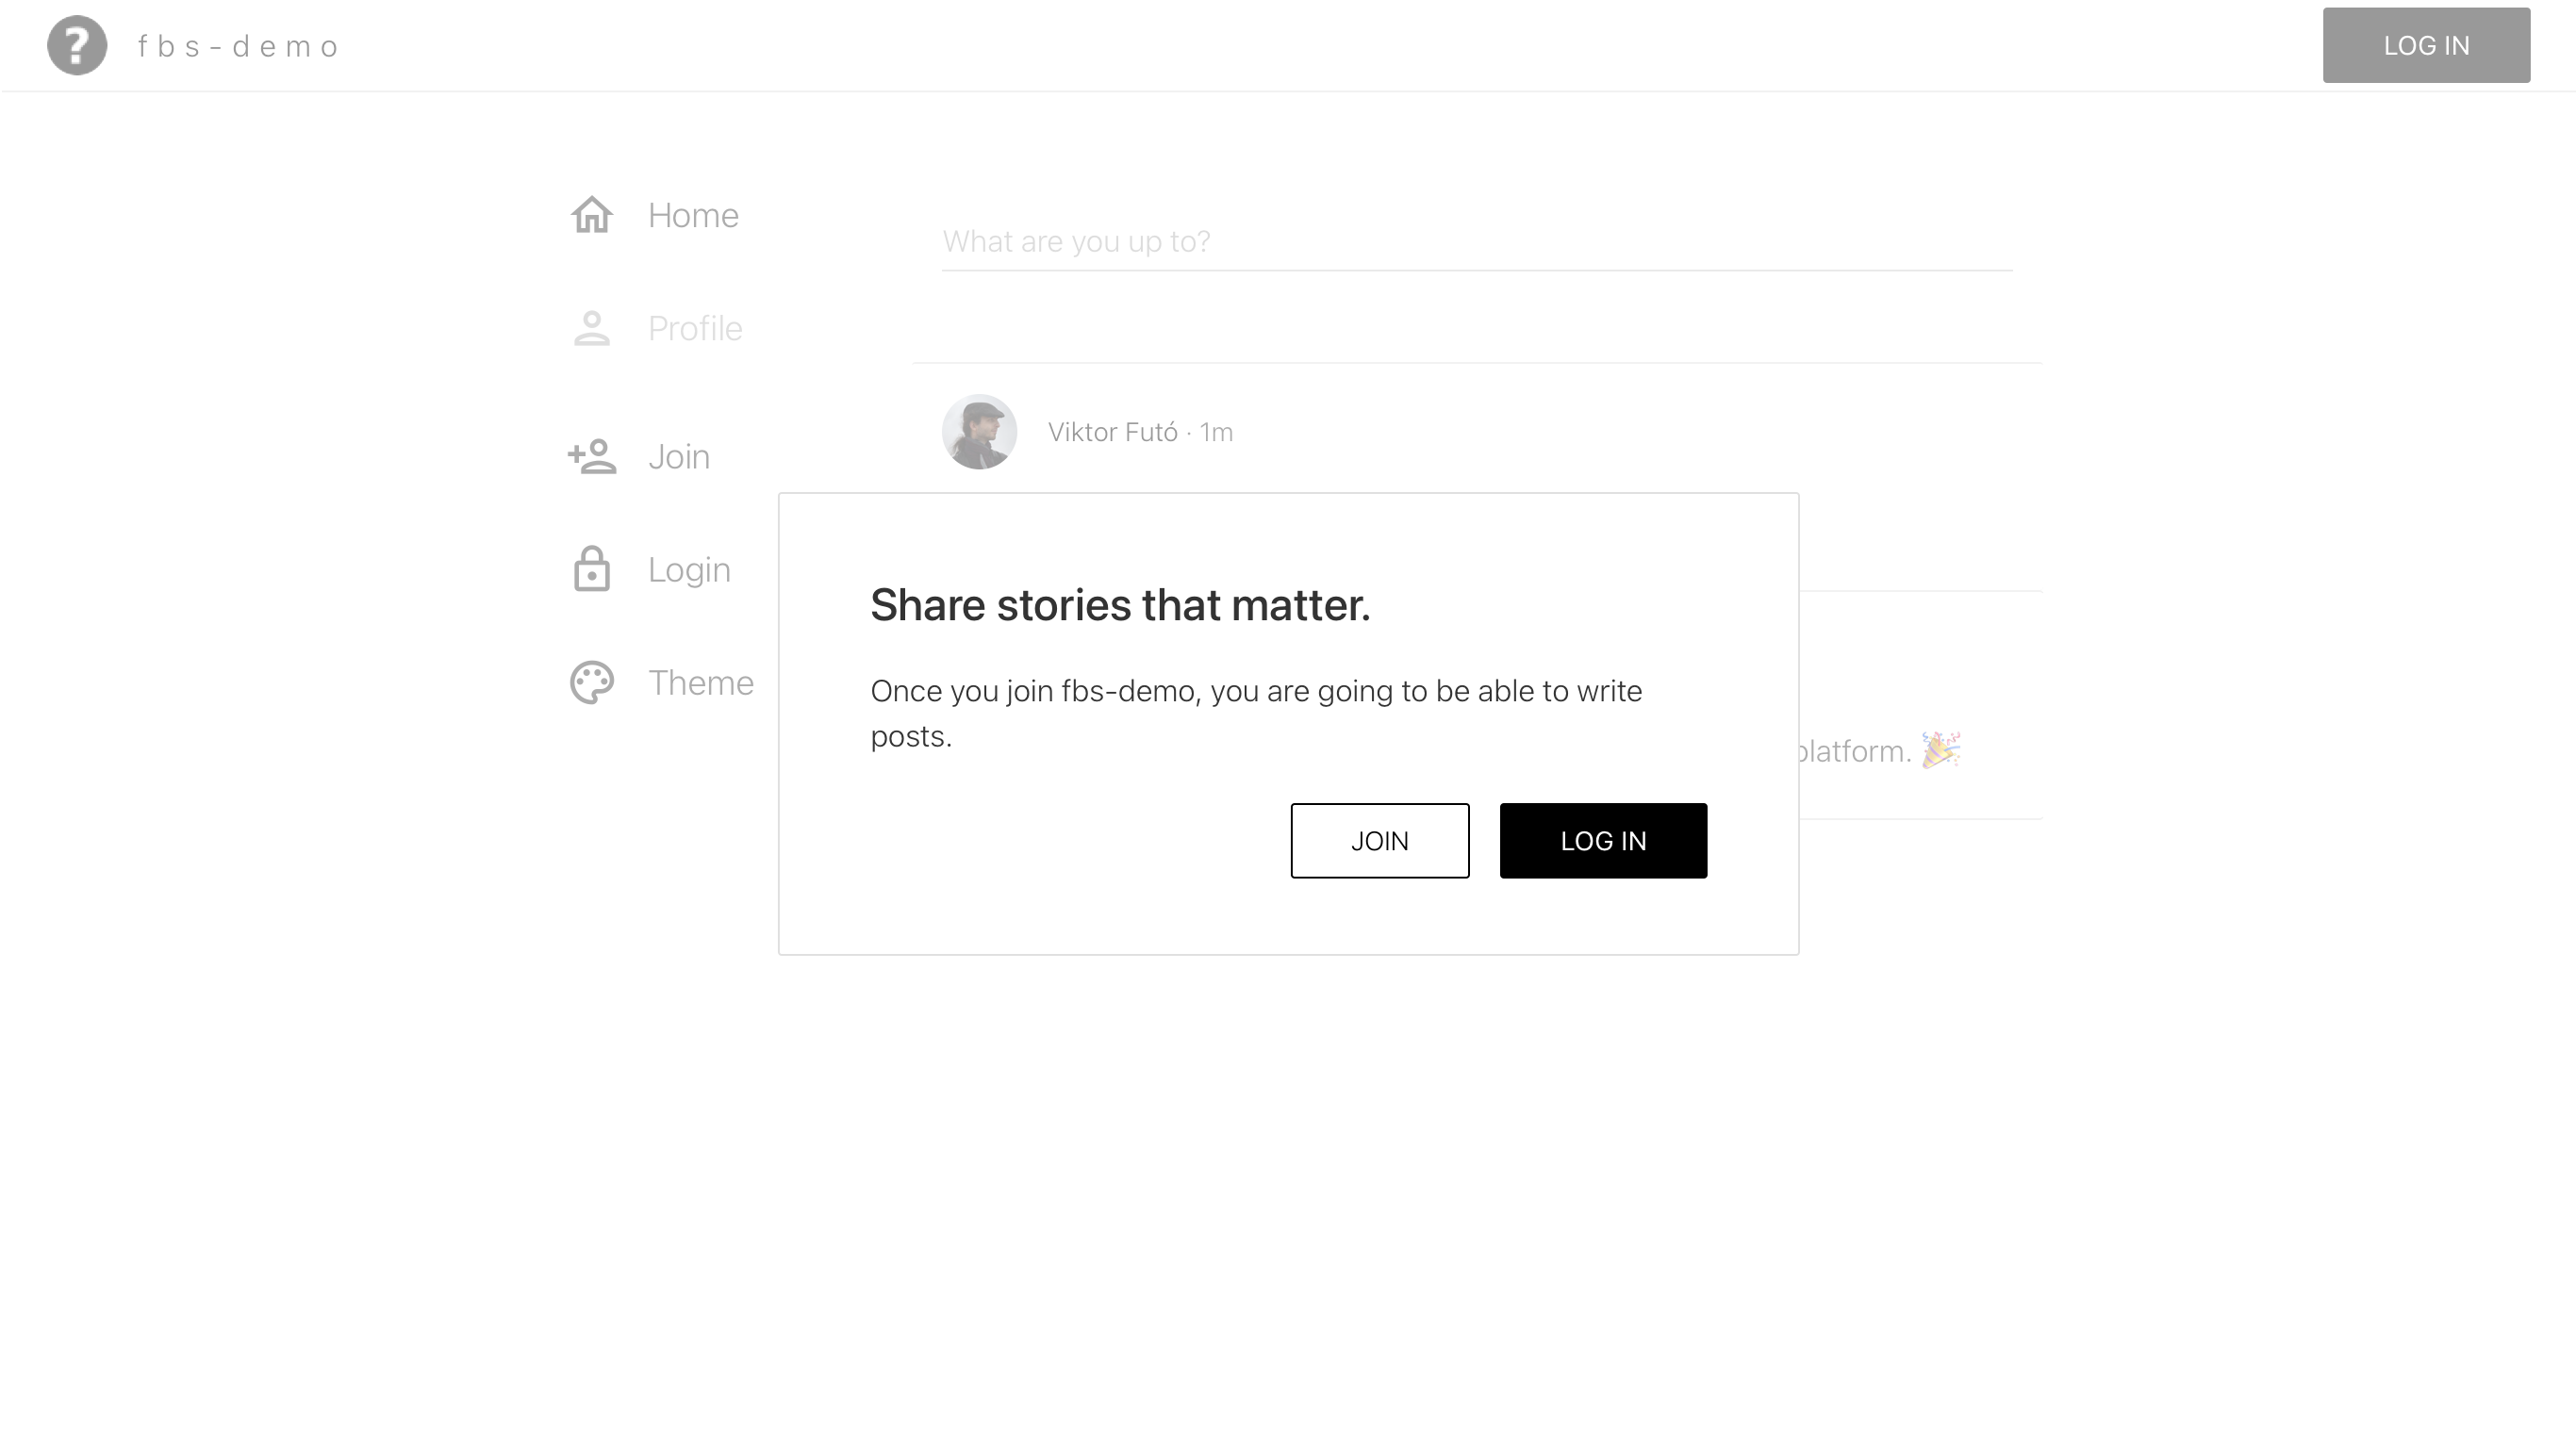 fbs-demo
LOG IN
Home
What are you up to?
Profile
Viktor Futó · 1m
Join
Login
Theme
Share stories that matter.
Once you join fbs-demo, you are going to be able to write
posts.
platform. 🎉
JOIN
LOG IN